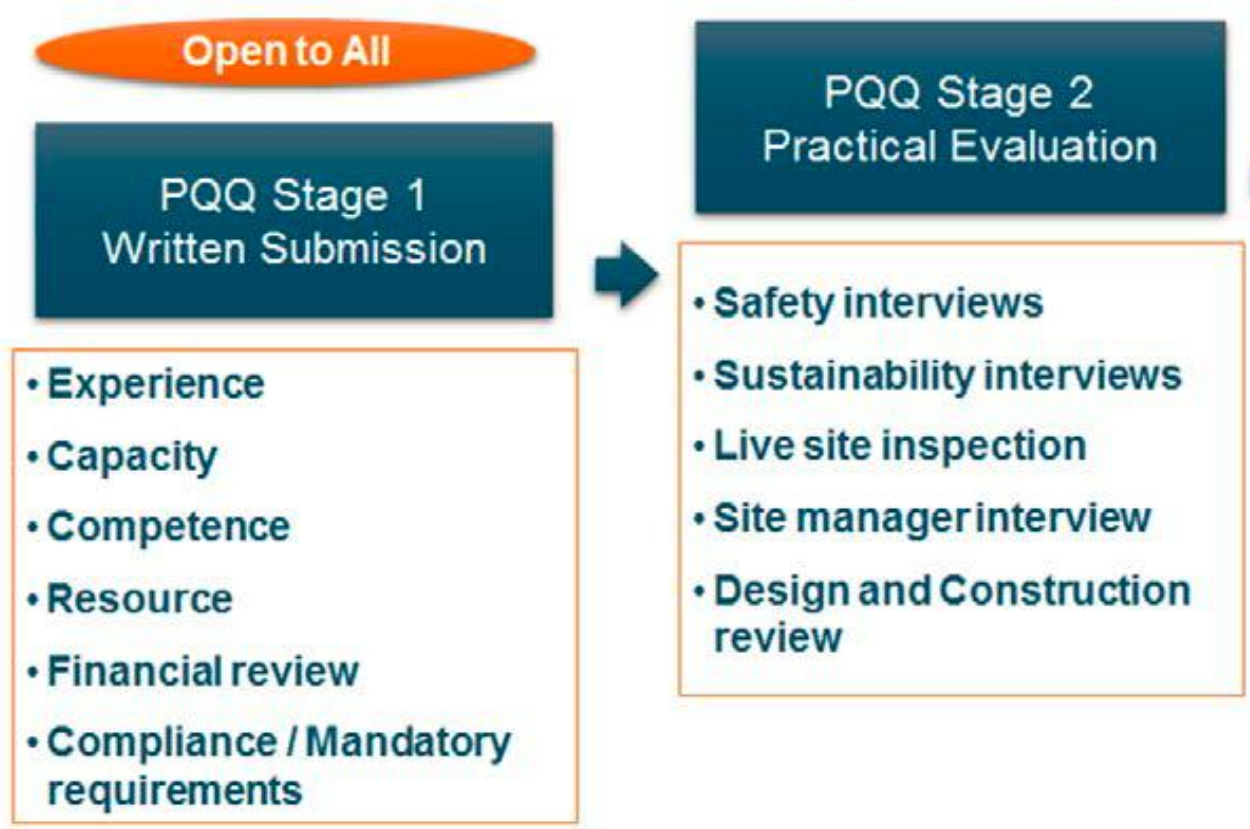 Open to All
PQQ Stage 1
Written Submission
• Experience
• Capacity
• Competence
• Resource
• Financial review
• Compliance / Mandatory
requirements
PQQ Stage 2
Practical Evaluation
• Safety interviews
• Sustainability interviews
• Live site inspection
• Site manager interview
• Design and Construction
review